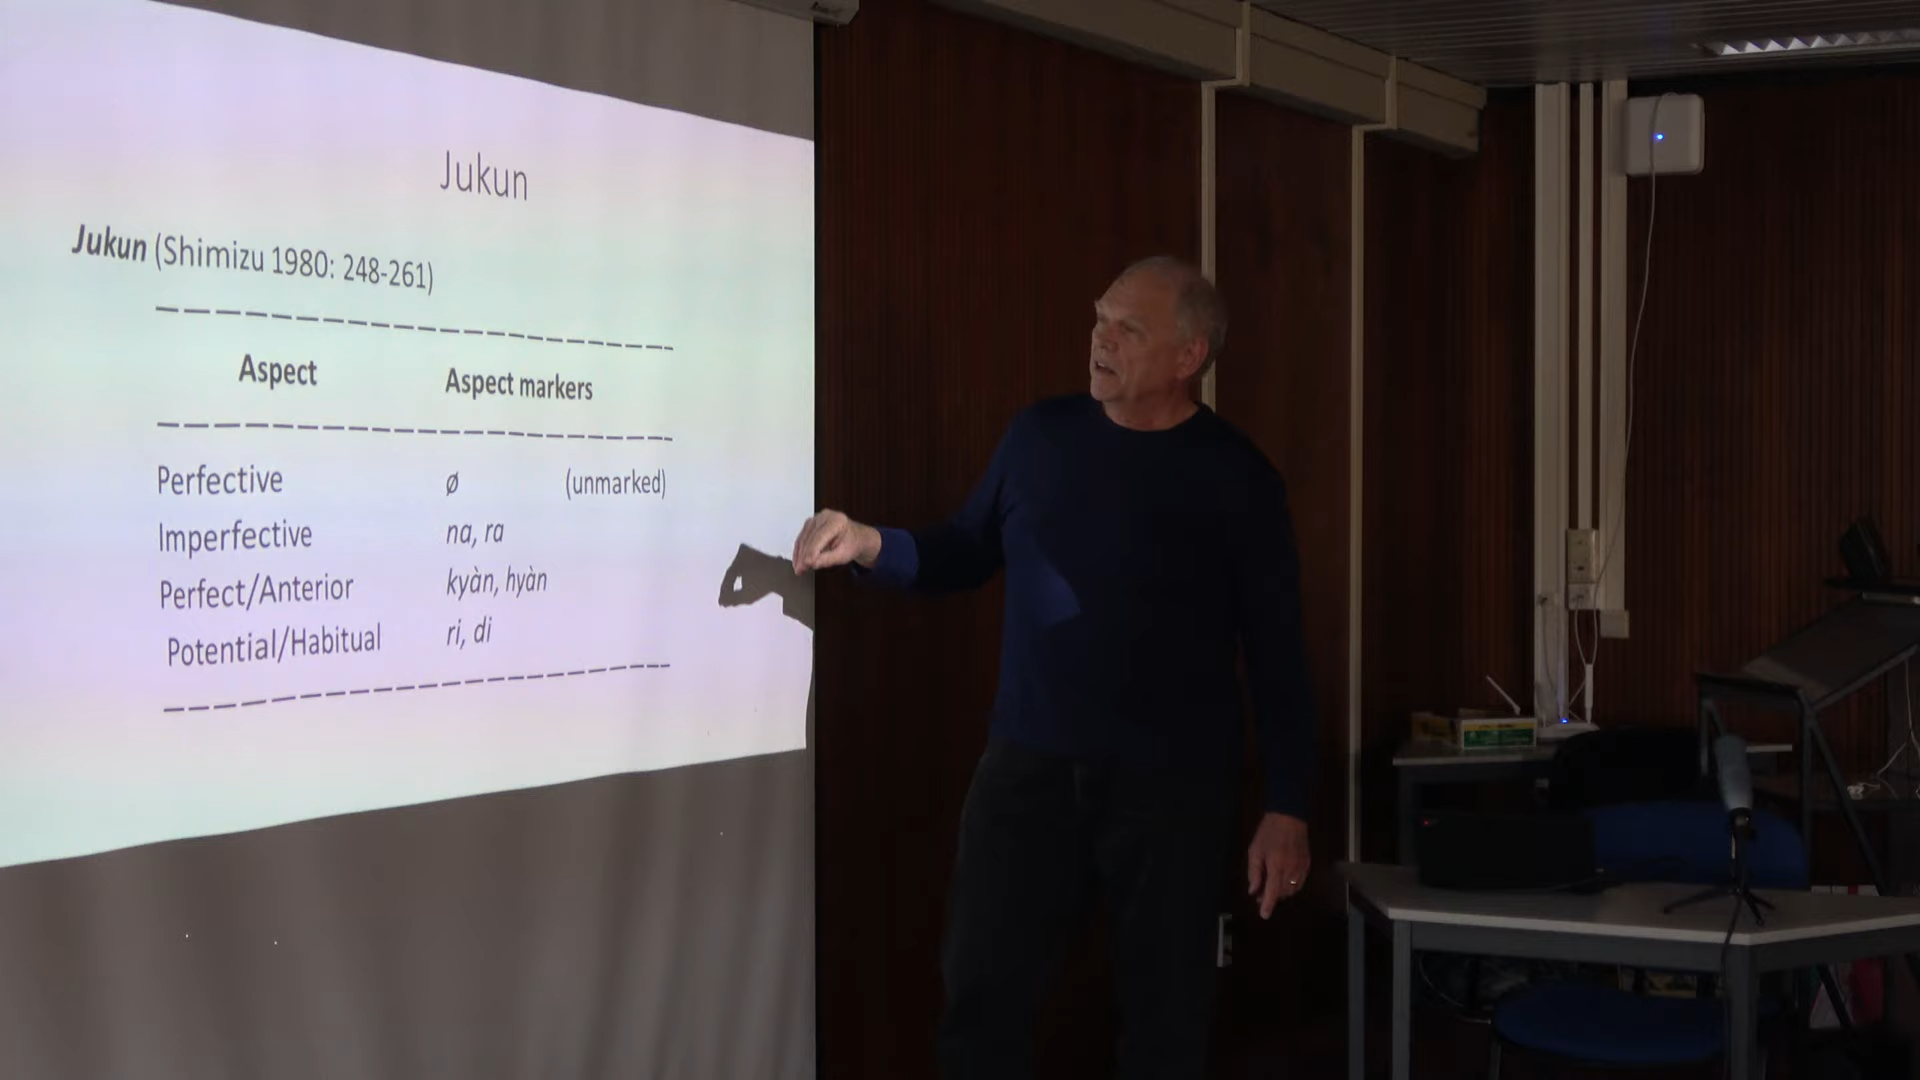 Jukun
Jukun (Shimizu 1980: 248-261)
Aspect Aspect markers
Perfective ø (unmarked)
Imperfective na, ra
Perfect/Anterior kyàn, hyàn
Potential/Habitual ri, di